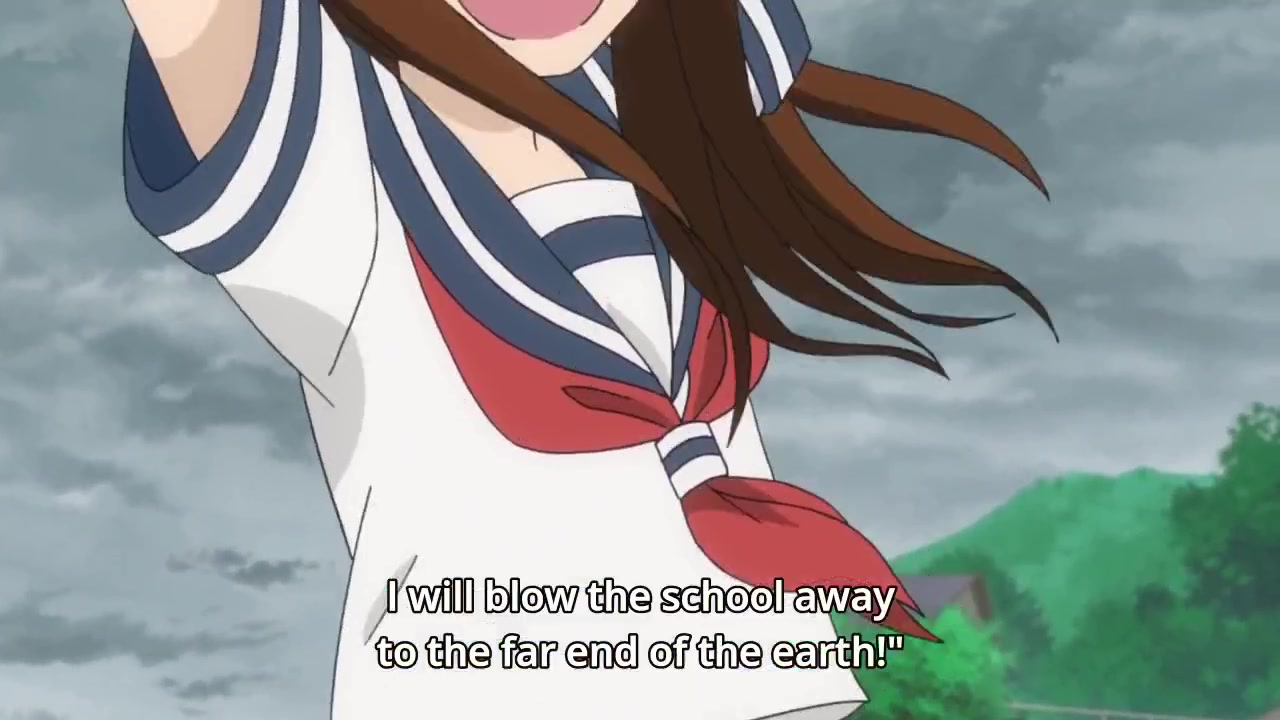 I will blow the school away
to the far end of the earth!"